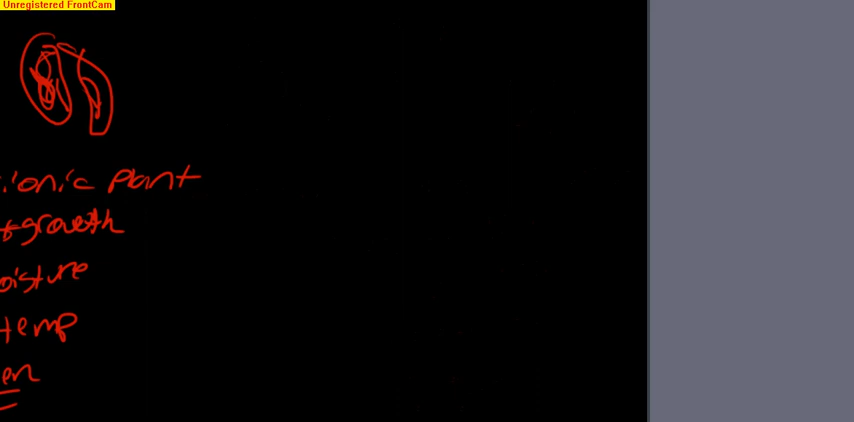 Unregistered FrontCam
ionic plant
growth
oisture
temp
en